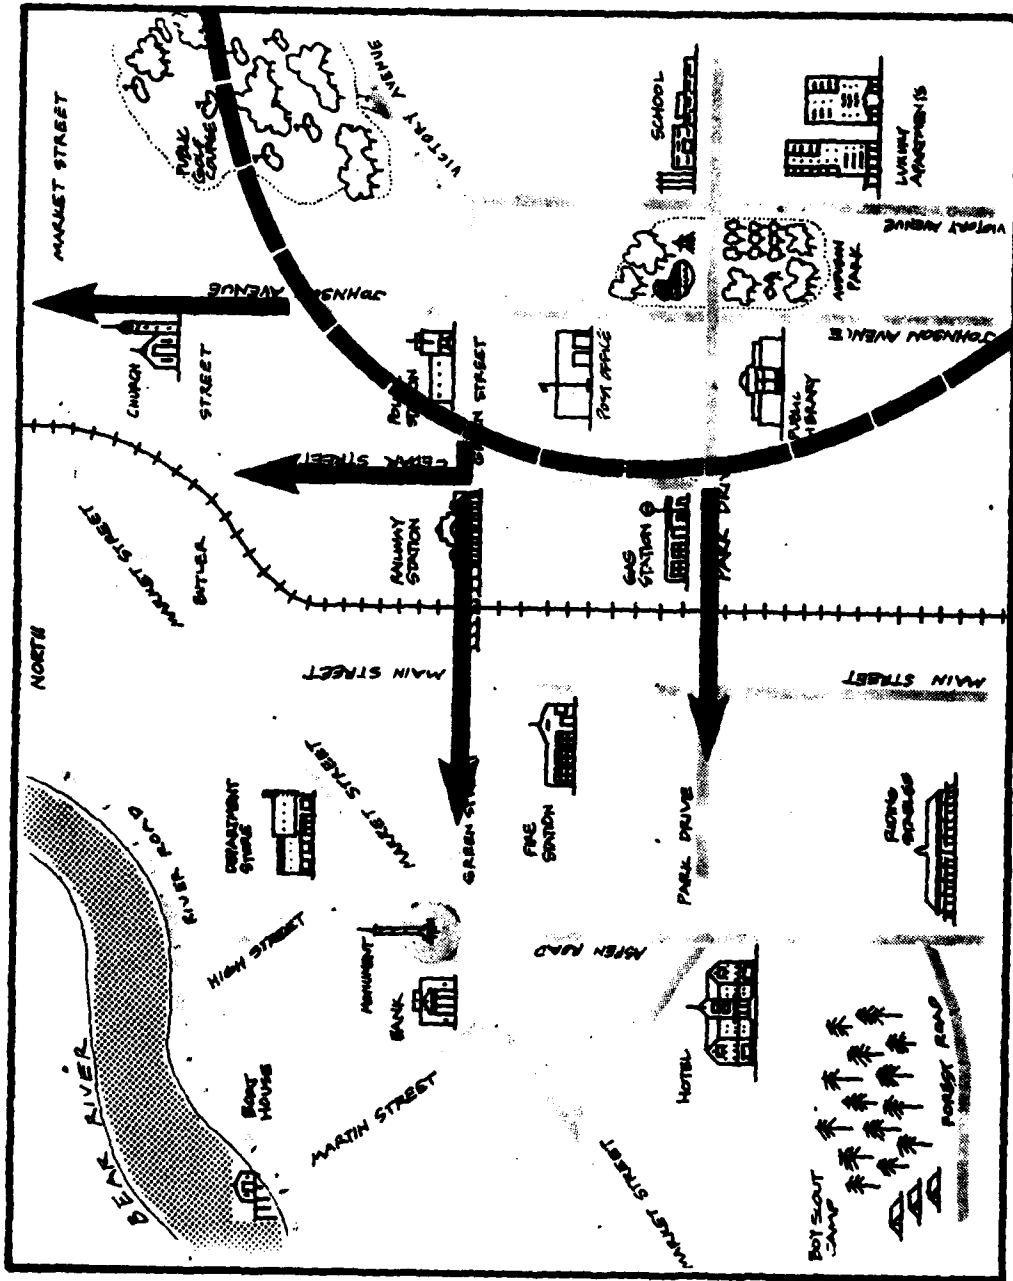 NORTH
MARKET STREET
BEAR RIVER
MARKET STREET
CHURCH
RIVER ROAD
BUTLER STREET
PUBLIC
GOLF
COURSE
DEPARTMENT
STORE
HIGH STREET
BOAT
HOUSE
JOHNSON
AVENUE
MARKET STREET
MONUMENT
MARTIN STREET
MAIN STREET
STREET
BANK
RAILWAY
STATION
VICTORY AVENUE
GREEN
GREEN STREET
FIRE
STATION
POST OFFICE
ASPEN ROAD
MARKET STREET
GAS
STATION
SCHOOL
HOTEL
PARK DRIVE
PARK
PUBLIC
LIBRARY
BOY SCOUT
CAMP
PARK
MAIN STREET
JOHNSON AVENUE
RIDING
STABLES
LUXURY
APARTMENTS
VICTORY AVENUE
FOREST ROAD